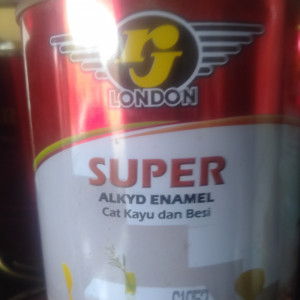 rj
LONDON
SUPER
ALKYD ENAMEL
Cat Kayu dan Besi